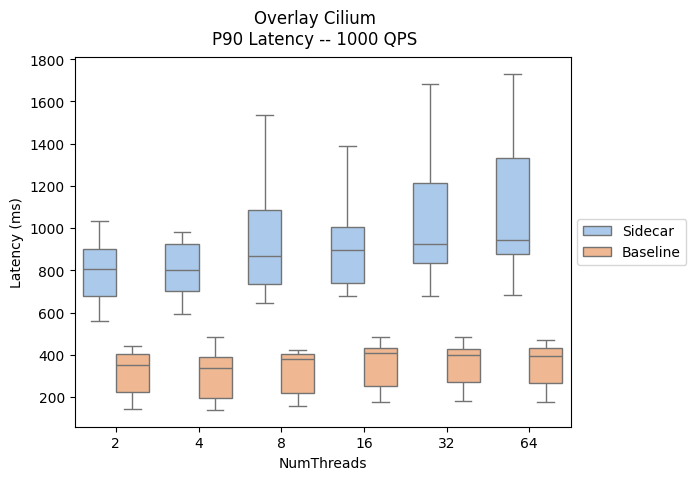 Overlay Cilium
P90 Latency -- 1000 QPS
Latency (ms)
1800
1600
1400
1200
1000
800
600
400
200
2
4
8
16
32
64
NumThreads
Sidecar
Baseline